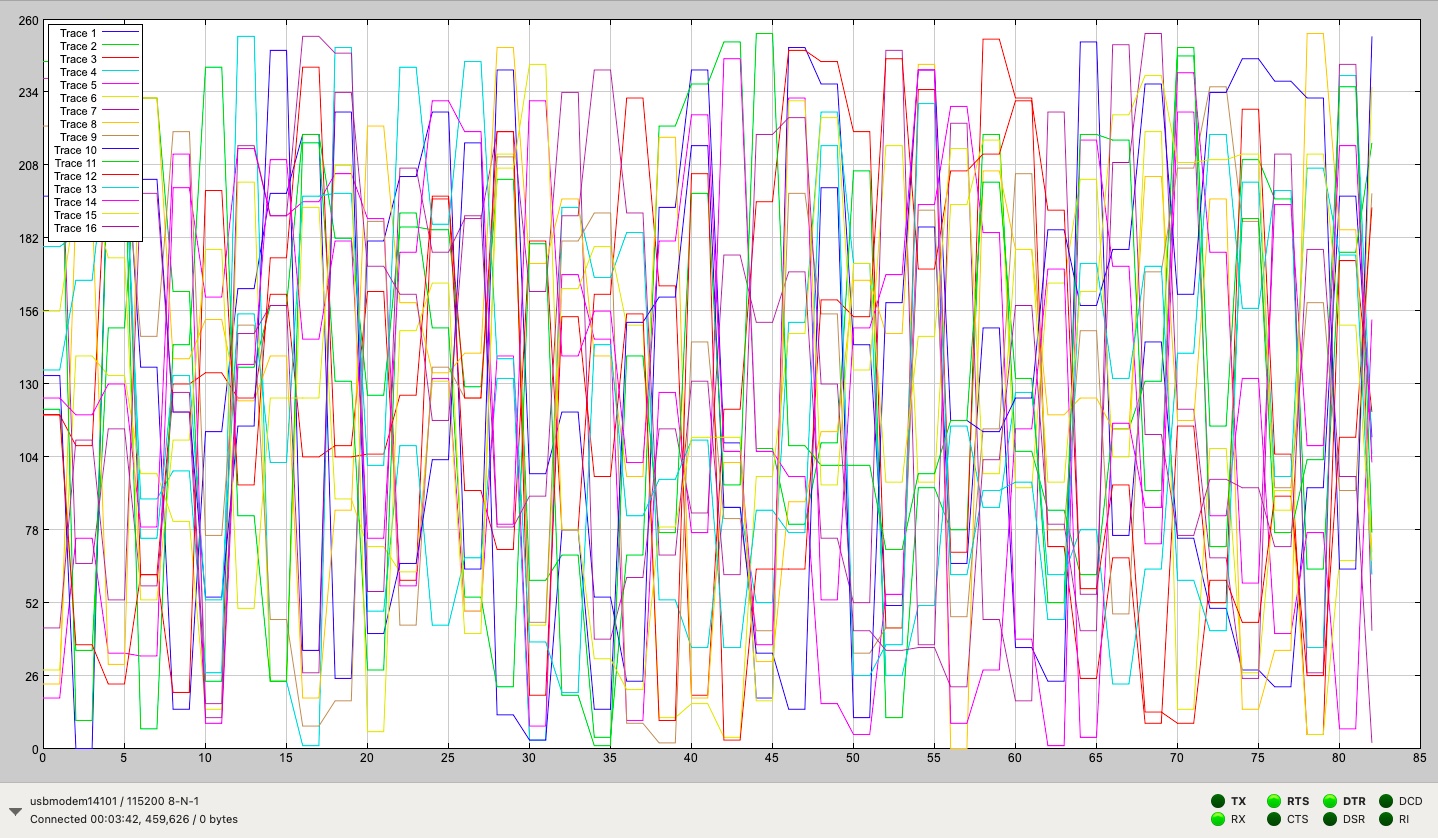 260
234
208
182
156
130
104
78
52
26
0
Trace 1
Trace 2
Trace 3
Trace 4
Trace 5
Trace 6
Trace 7
Trace 8
Trace 9
Trace 10
Trace 11
Trace 12
Trace 13
Trace 14
Trace 15
Trace 16
0 5 10 15 20 25 30 35 40 45 50 55 60 65 70 75 80 85
usbmodem14101 / 115200 8-N-1
Connected 00:03:42, 459,626 / 0 bytes
TX RTS DTR DCD
RX CTS DSR RI